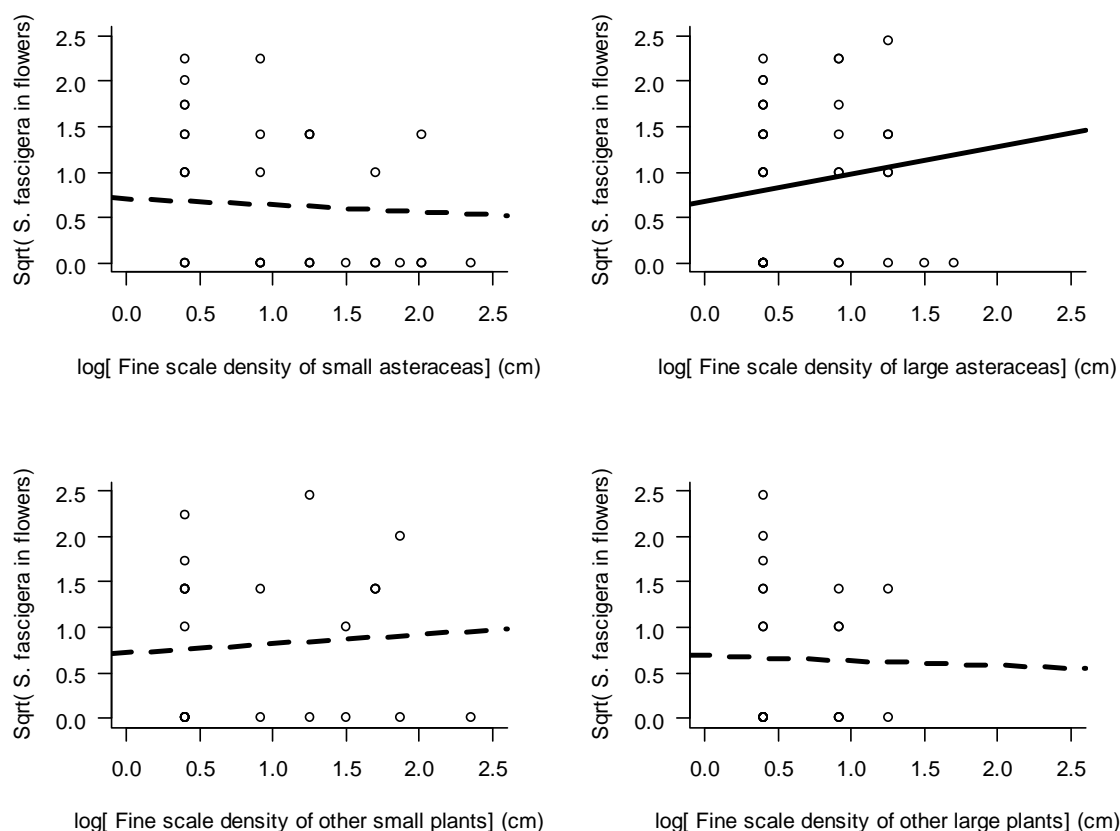 Sqrt( S. fascigera in flowers)
2.5
2.0
1.5
1.0
0.5
0.0
0.0 0.5 1.0 1.5 2.0 2.5
log[ Fine scale density of small asteraceas] (cm)
Sqrt( S. fascigera in flowers)
2.5
2.0
1.5
1.0
0.5
0.0
0.0 0.5 1.0 1.5 2.0 2.5
log[ Fine scale density of large asteraceas] (cm)
Sqrt( S. fascigera in flowers)
2.5
2.0
1.5
1.0
0.5
0.0
0.0 0.5 1.0 1.5 2.0 2.5
log[ Fine scale density of other small plants] (cm)
Sqrt( S. fascigera in flowers)
2.5
2.0
1.5
1.0
0.5
0.0
0.0 0.5 1.0 1.5 2.0 2.5
log[ Fine scale density of other large plants] (cm)